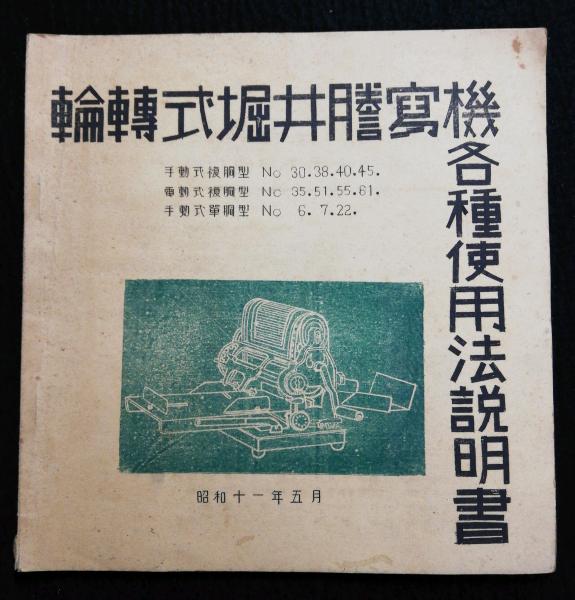 輪轉式堀井謄寫機
各種使用法説明書
手動式複胴型 No 30.38.40.45.
電動式複胴型 No 35.51.55.61.
手動式單胴型 No 6.7.22.
昭和十一年五月